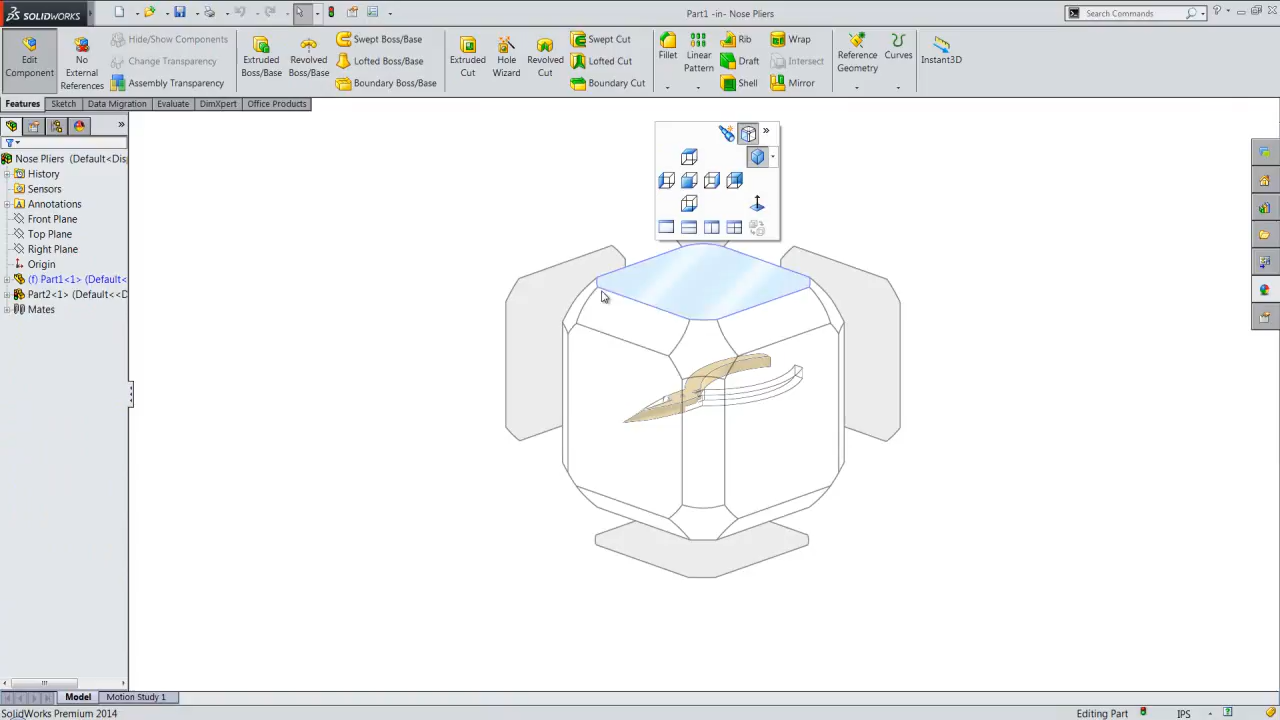 SOLIDWORKS
Part1 -in- Nose Pliers
Search Commands
Edit Component
No External References
Hide/Show Components
Change Transparency
Assembly Transparency
Extruded Boss/Base
Revolved Boss/Base
Swept Boss/Base
Lofted Boss/Base
Boundary Boss/Base
Extruded Cut
Hole Wizard
Revolved Cut
Swept Cut
Lofted Cut
Boundary Cut
Fillet
Linear Pattern
Rib
Draft
Shell
Wrap
Intersect
Mirror
Reference Geometry
Curves
Instant3D
Features
Sketch
Data Migration
Evaluate
DimXpert
Office Products
Nose Pliers (Default<Dis
History
Sensors
Annotations
Front Plane
Top Plane
Right Plane
Origin
(f) Part1<1> (Default<
Part2<1> (Default<<D
Mates
Model
Motion Study 1
SolidWorks Premium 2014
Editing Part
IPS